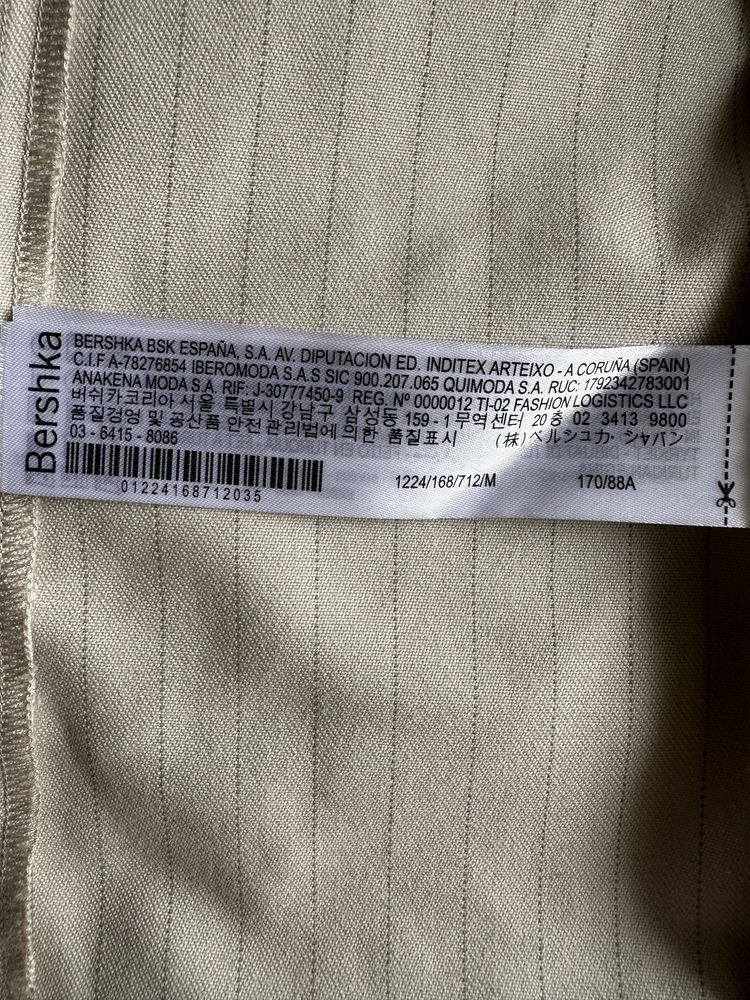 Bershka
BERSHKA BSK ESPAÑA, S.A. AV. DIPUTACION ED. INDITEX ARTEIXO - A CORUÑA (SPAIN)
C.I.F A-78276854 IBEROMODA S.A.S SIC 900.207.065 QUIMODA S.A. RUC: 1792342783001
ANAKENA MODA S.A. RIF: J-30777450-9 REG. Nº 0000012 TI-02 FASHION LOGISTICS LLC
버쉬카코리아 서울 특별시 강남구 삼성동 159 - 1 무역센터 20층 02 3413 9800
품질경영 및 공산품 안전관리법에의한 품질표시 (株)ベルシュカ・ジャパン
03 - 6415 - 8086
01224168712035
1224/168/712/M
170/88A